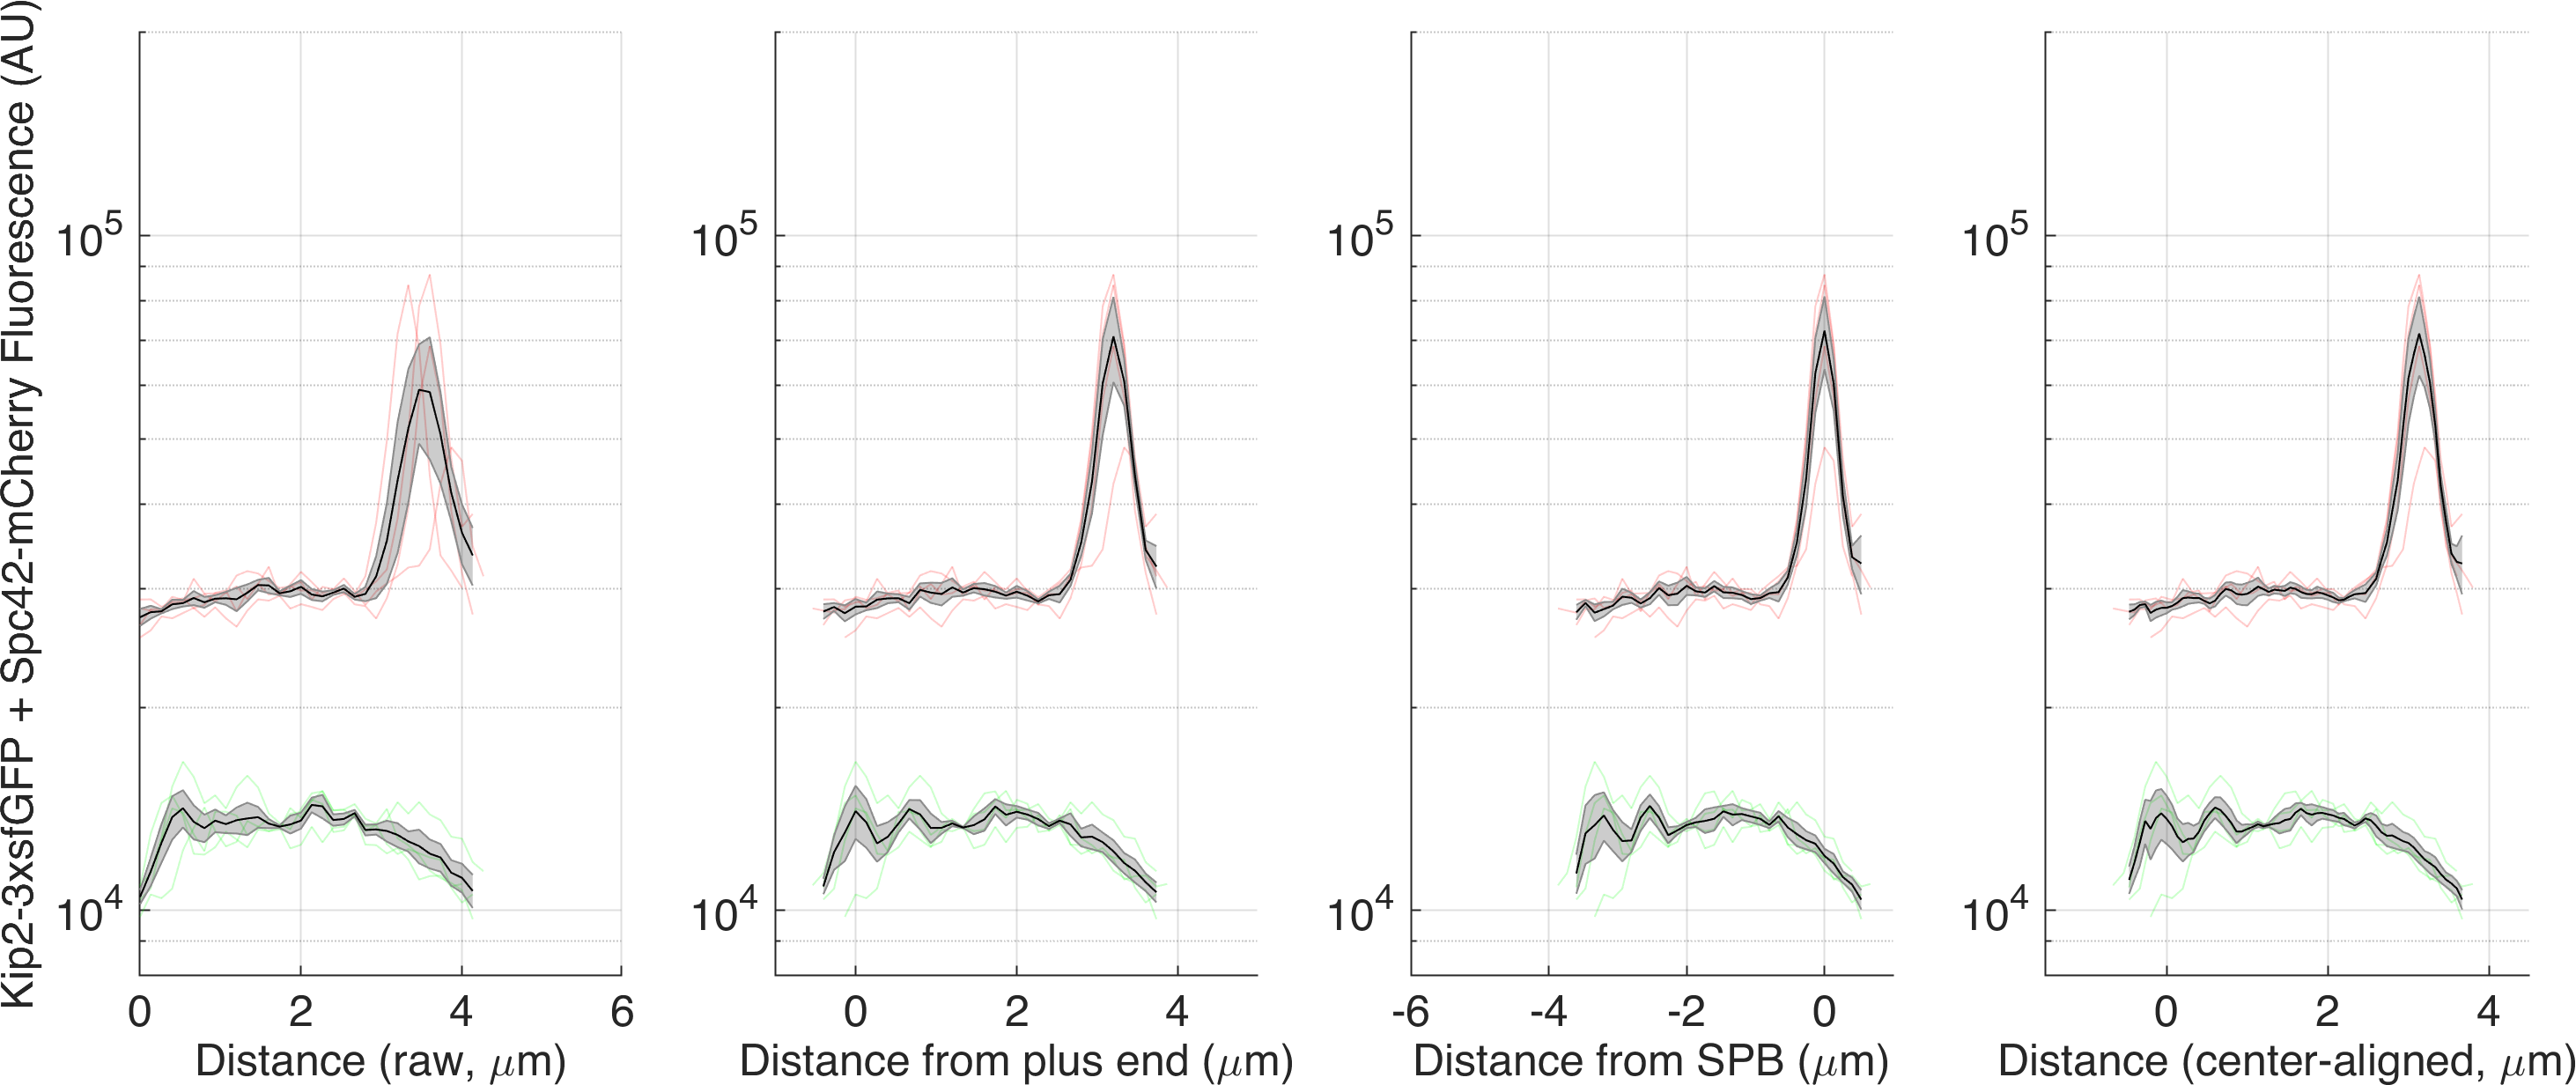 Kip2-3xsfGFP + Spc42-mCherry Fluorescence (AU)
10^5
10^4
0 2 4 6
Distance (raw, μm)
10^5
10^4
0 2 4
Distance from plus end (μm)
10^5
10^4
-6 -4 -2 0
Distance from SPB (μm)
10^5
10^4
0 2 4
Distance (center-aligned, μm)